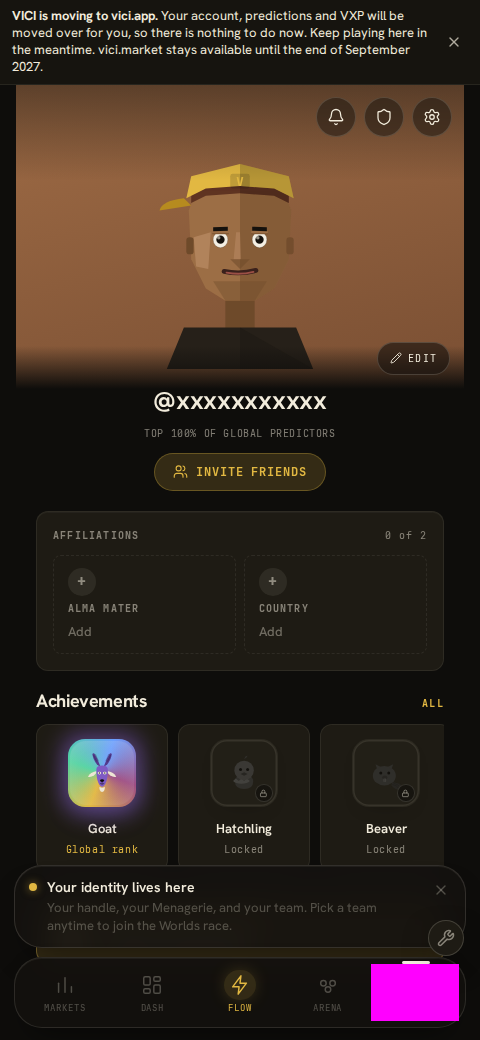 VICI is moving to vici.app. Your account, predictions and VXP will be
moved over for you, so there is nothing to do now. Keep playing here in
the meantime. vici.market stays available until the end of September
2027.
V
EDIT
@xxxxxxxxxxx
TOP 100% OF GLOBAL PREDICTORS
INVITE FRIENDS
AFFILIATIONS
0 of 2
ALMA MATER
COUNTRY
Add
Add
Achievements
ALL
Goat
Hatchling
Beaver
Global rank
Locked
Locked
Your identity lives here
Your handle, your Menagerie, and your team. Pick a team
anytime to join the Worlds race.
MARKETS
DASH
FLOW
ARENA